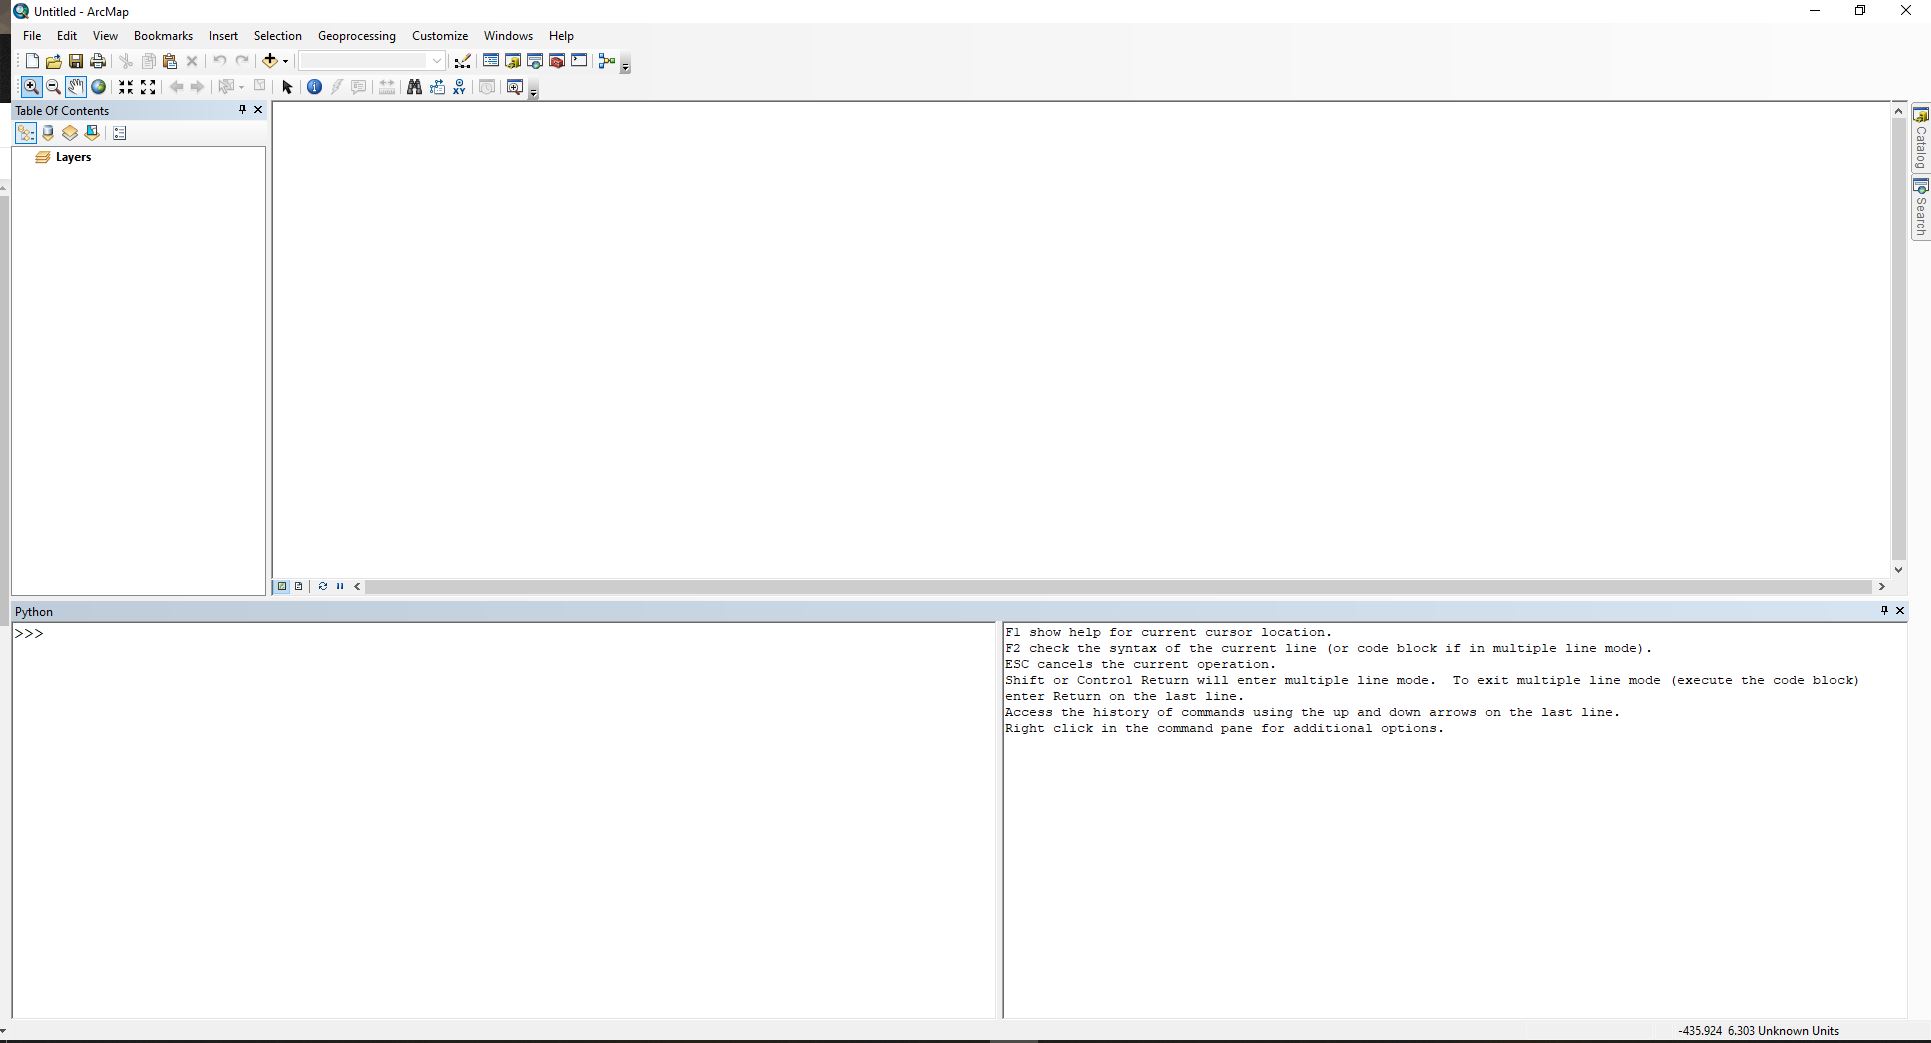 Untitled - ArcMap
File Edit View Bookmarks Insert Selection Geoprocessing Customize Windows Help
Table Of Contents
Layers
Catalog
Search
Python
>>>
F1 show help for current cursor location.
F2 check the syntax of the current line (or code block if in multiple line mode).
ESC cancels the current operation.
Shift or Control Return will enter multiple line mode.  To exit multiple line mode (execute the code block)
enter Return on the last line.
Access the history of commands using the up and down arrows on the last line.
Right click in the command pane for additional options.
-435.924  6.303 Unknown Units